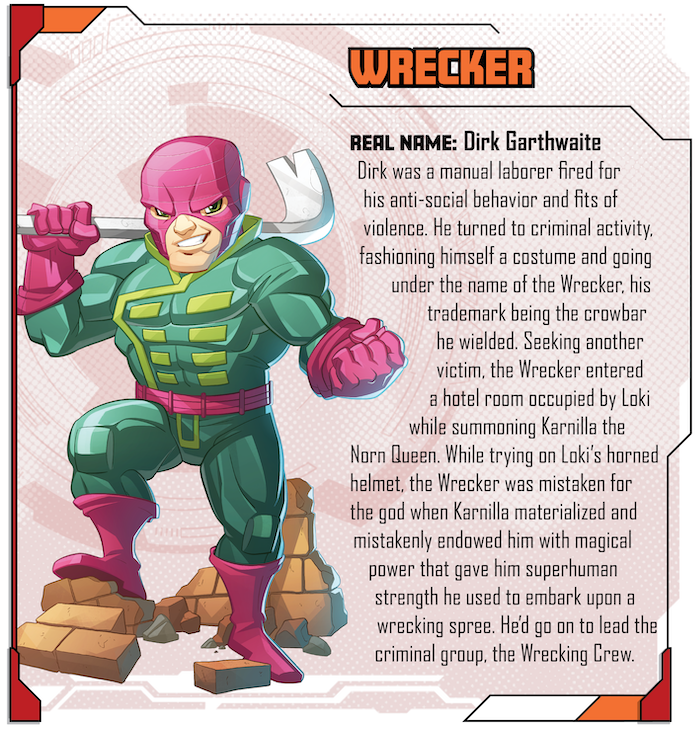 WRECKER
REAL NAME: Dirk Garthwaite
Dirk was a manual laborer fired for
his anti-social behavior and fits of
violence. He turned to criminal activity,
fashioning himself a costume and going
under the name of the Wrecker, his
trademark being the crowbar
he wielded. Seeking another
victim, the Wrecker entered
a hotel room occupied by Loki
while summoning Karnilla the
Norn Queen. While trying on Loki's horned
helmet, the Wrecker was mistaken for
the god when Karnilla materialized and
mistakenly endowed him with magical
power that gave him superhuman
strength he used to embark upon a
wrecking spree. He'd go on to lead the
criminal group, the Wrecking Crew.